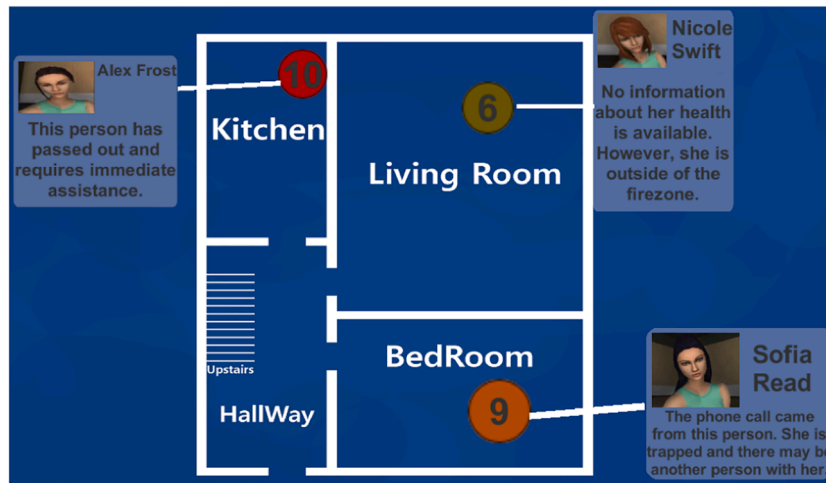 Alex Frost
This person has
passed out and
requires immediate
assistance.
10
Kitchen
6
Living Room
Nicole
Swift
No information
about her health
is available.
However, she is
outside of the
firezone.
Upstairs
HallWay
BedRoom
9
Sofia
Read
The phone call came
from this person. She is
trapped and there may be
another person with her.